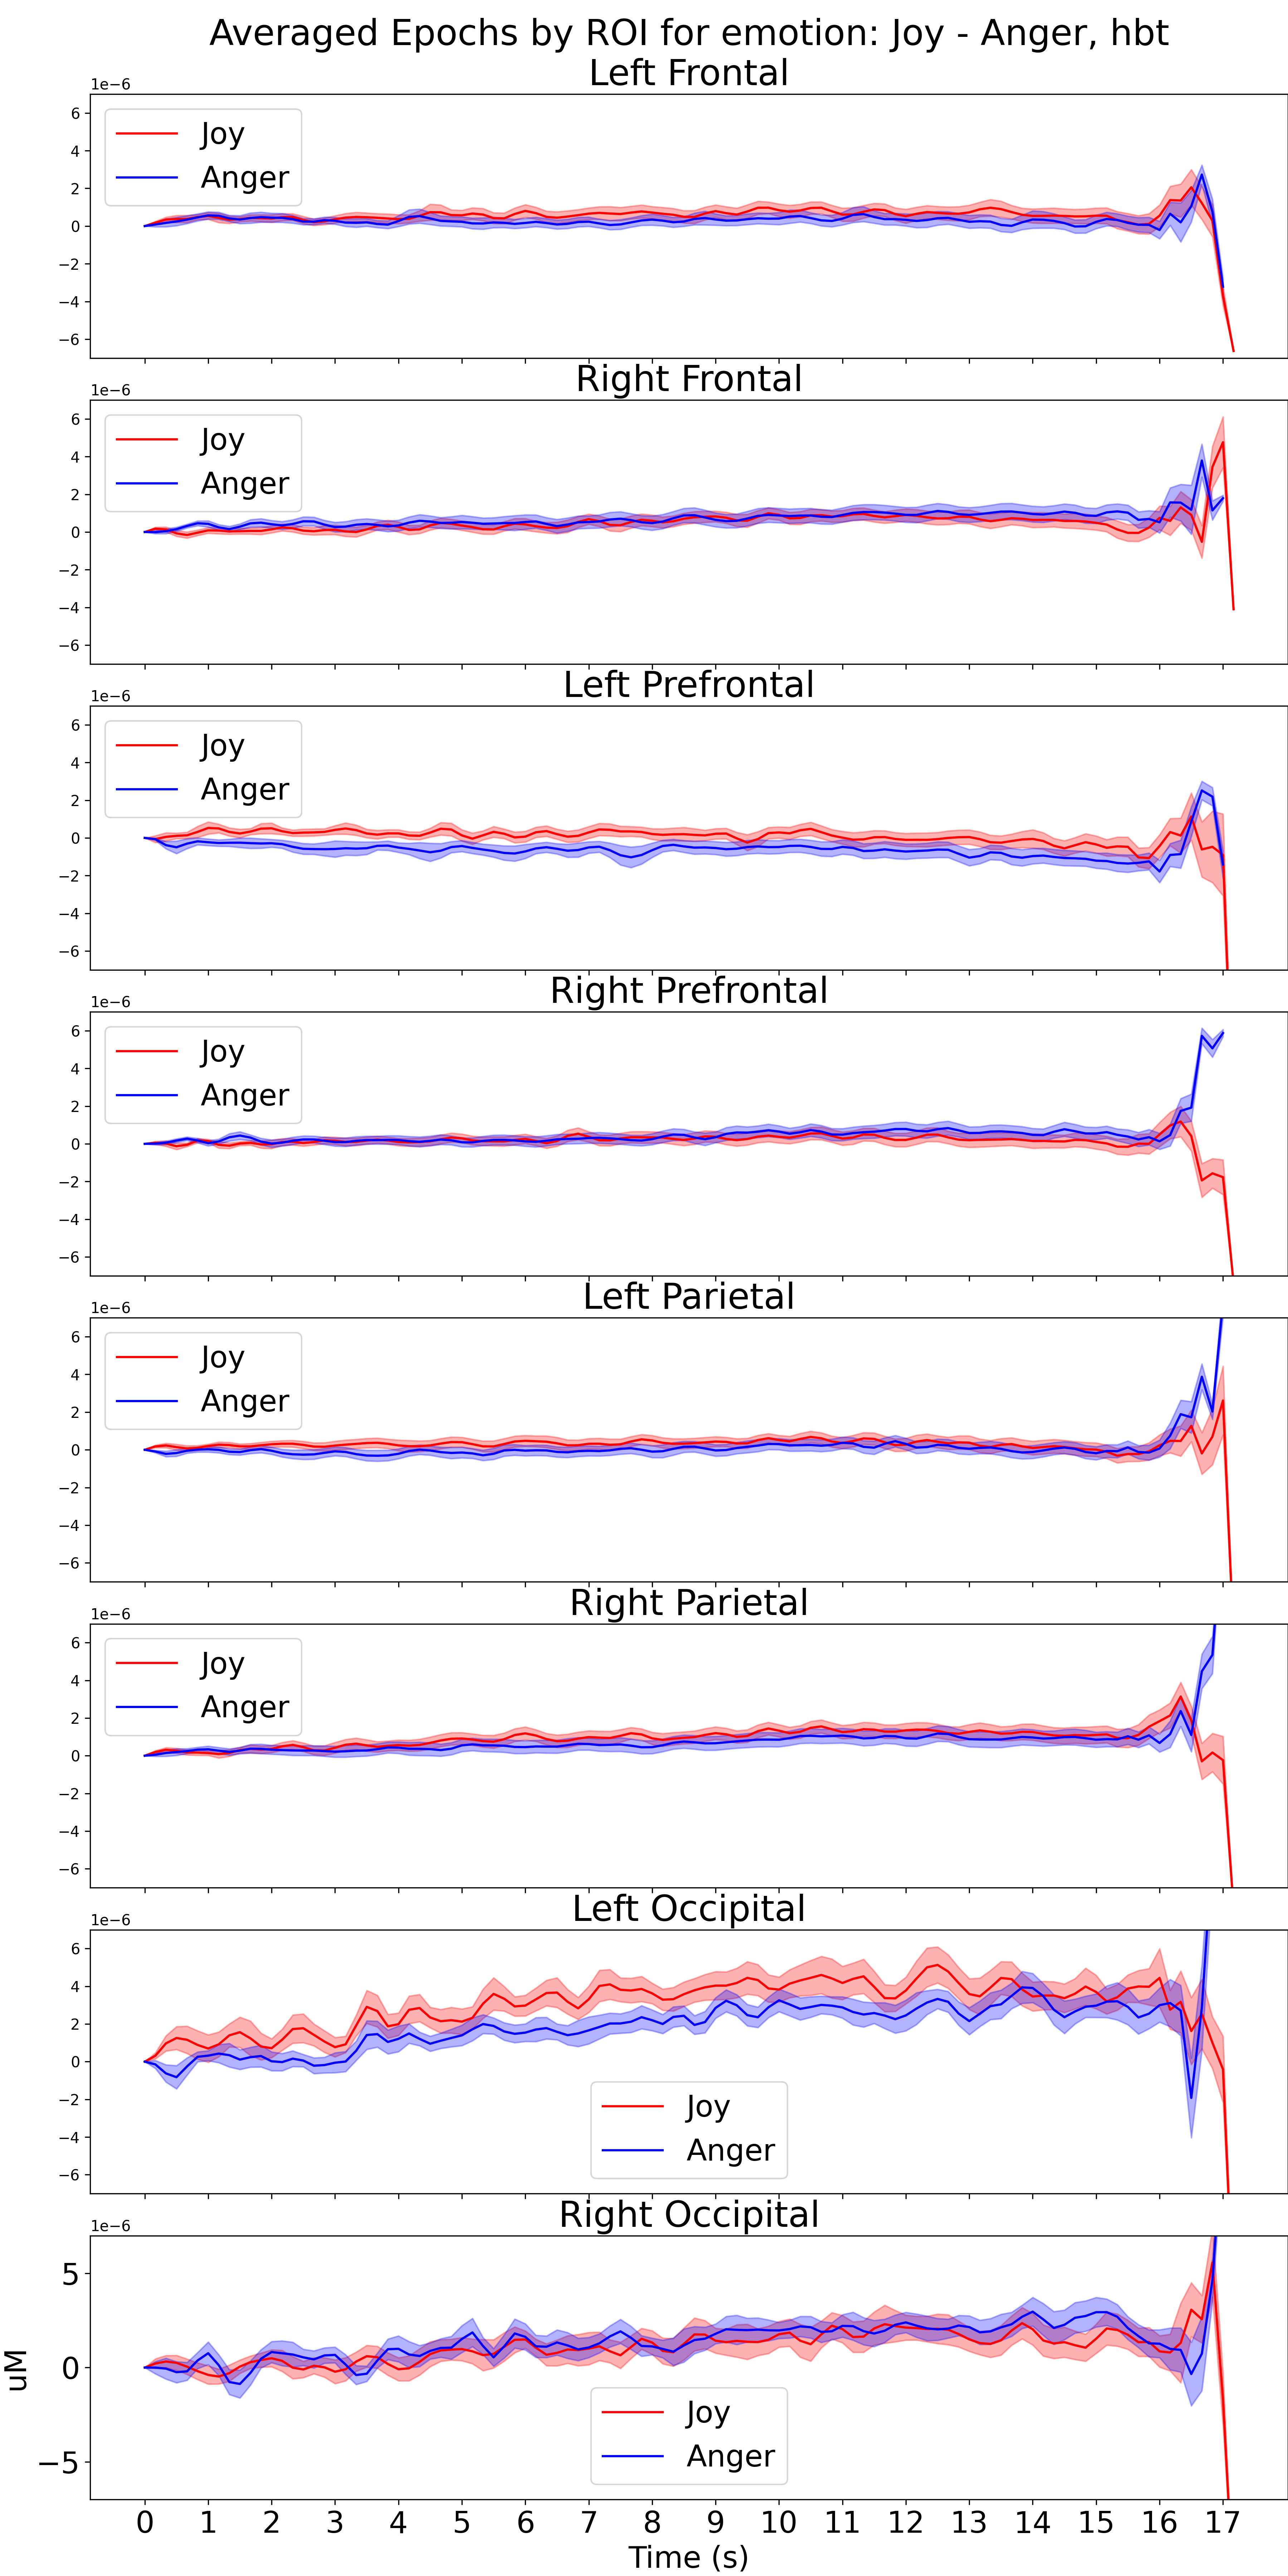 Averaged Epochs by ROI for emotion: Joy - Anger, hbt
Left Frontal
1e−6
6
4
2
0
−2
−4
−6
Joy
Anger
Right Frontal
1e−6
6
4
2
0
−2
−4
−6
Joy
Anger
Left Prefrontal
1e−6
6
4
2
0
−2
−4
−6
Joy
Anger
Right Prefrontal
1e−6
6
4
2
0
−2
−4
−6
Joy
Anger
Left Parietal
1e−6
6
4
2
0
−2
−4
−6
Joy
Anger
Right Parietal
1e−6
6
4
2
0
−2
−4
−6
Joy
Anger
Left Occipital
1e−6
6
4
2
0
−2
−4
−6
Joy
Anger
Right Occipital
1e−6
5
0
−5
uM
Joy
Anger
0 1 2 3 4 5 6 7 8 9 10 11 12 13 14 15 16 17
Time (s)